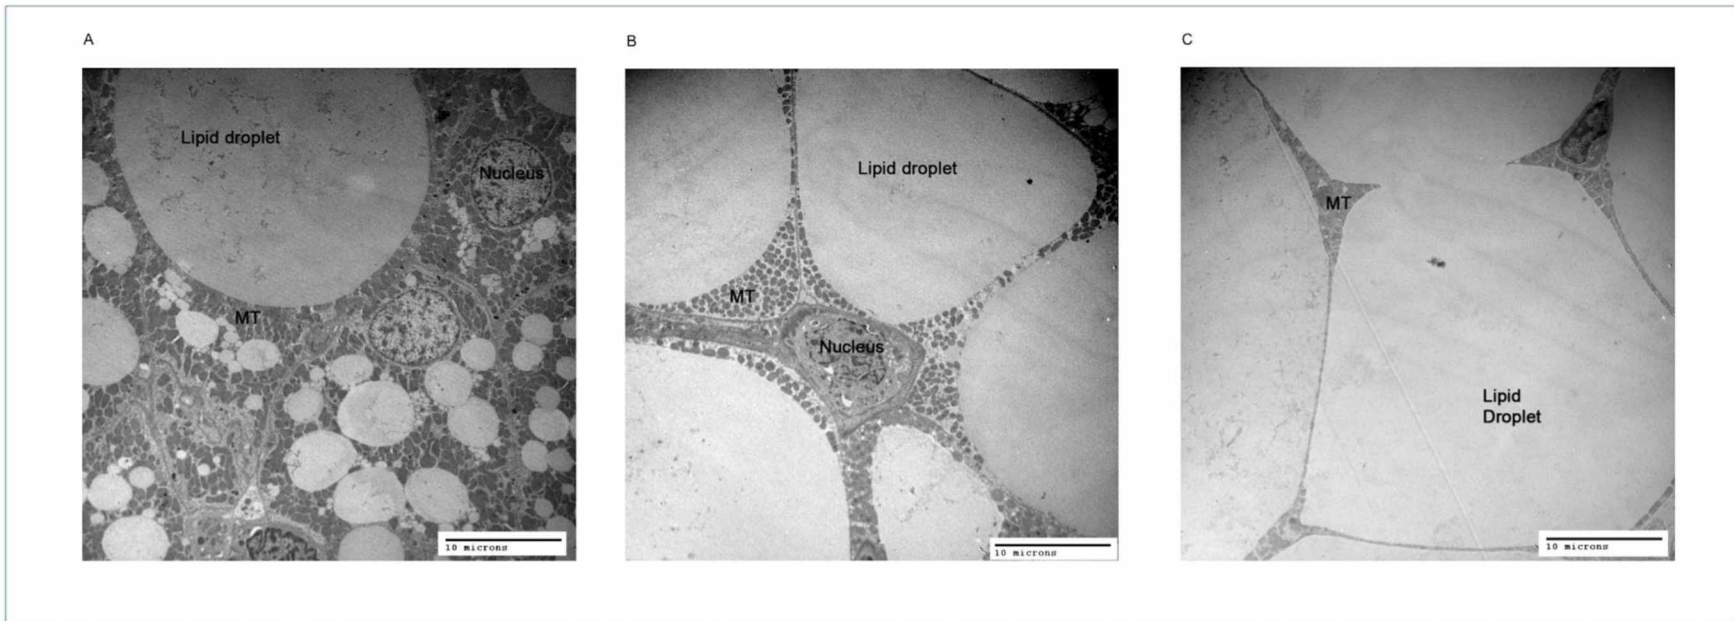 A
B
C
Lipid droplet
Nucleus
MT
10 microns
Lipid droplet
MT
Nucleus
10 microns
MT
Lipid
Droplet
10 microns